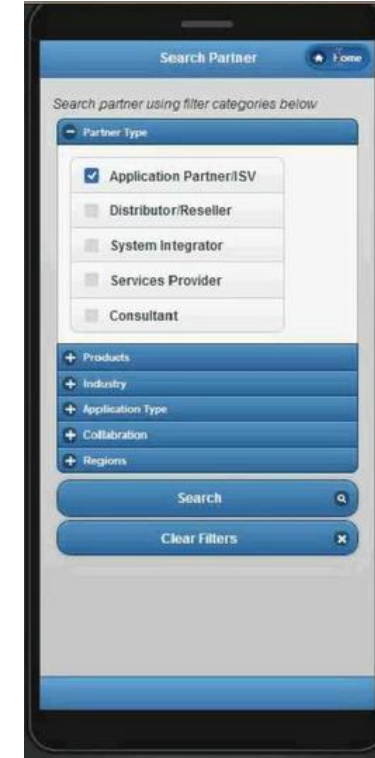 Search Partner
Home
Search partner using filter categories below
Partner Type
Application Partner/ISV
Distributor/Reseller
System Integrator
Services Provider
Consultant
Products
Industry
Application Type
Collabration
Regions
Search
Clear Filters